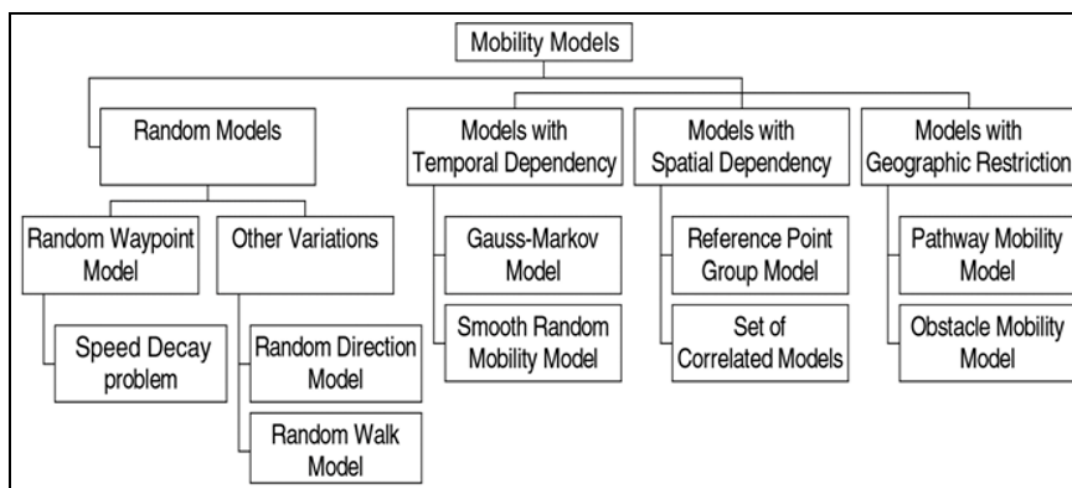 Mobility Models
Random Models
Models with
Temporal Dependency
Models with
Spatial Dependency
Models with
Geographic Restriction
Random Waypoint
Model
Other Variations
Gauss-Markov
Model
Reference Point
Group Model
Pathway Mobility
Model
Speed Decay
problem
Random Direction
Model
Smooth Random
Mobility Model
Set of
Correlated Models
Obstacle Mobility
Model
Random Walk
Model